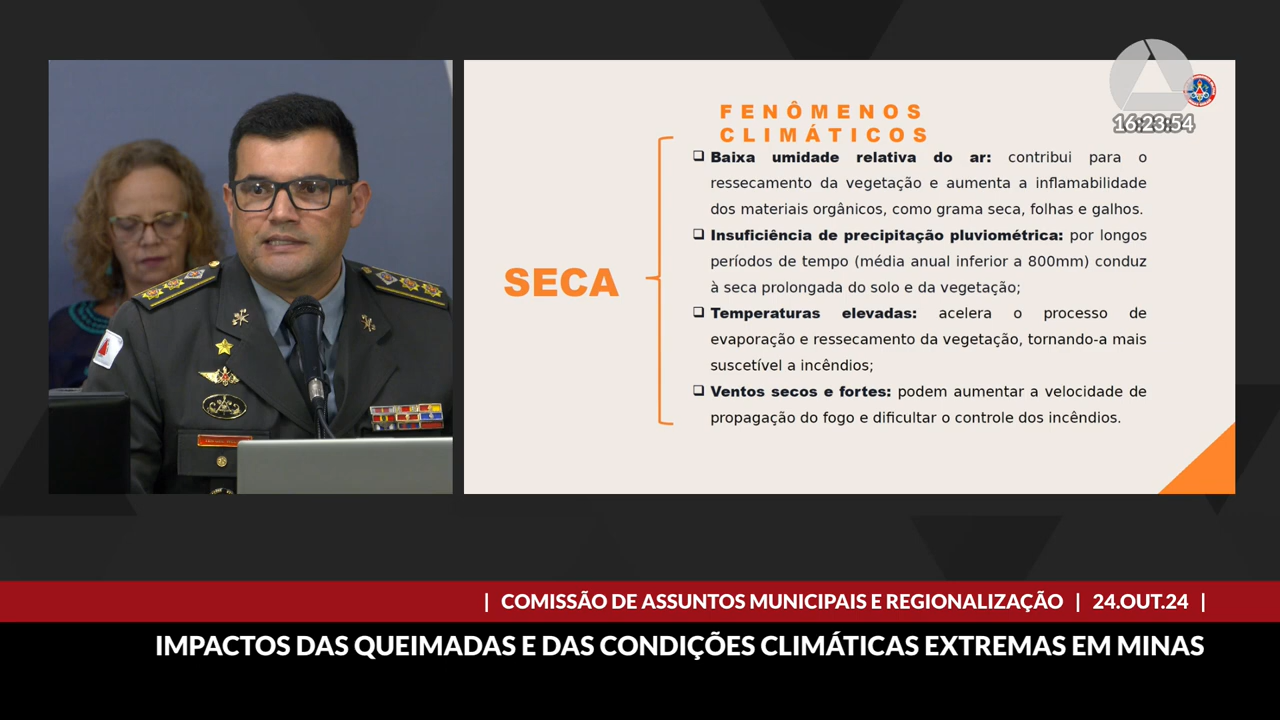 FENÔMENOS
CLIMÁTICOS
16:23:54
SECA
❑ Baixa umidade relativa do ar: contribui para o
ressecamento da vegetação e aumenta a inflamabilidade
dos materiais orgânicos, como grama seca, folhas e galhos.
❑ Insuficiência de precipitação pluviométrica: por longos
períodos de tempo (média anual inferior a 800mm) conduz
à seca prolongada do solo e da vegetação;
❑ Temperaturas elevadas: acelera o processo de
evaporação e ressecamento da vegetação, tornando-a mais
suscetível a incêndios;
❑ Ventos secos e fortes: podem aumentar a velocidade de
propagação do fogo e dificultar o controle dos incêndios.
| COMISSÃO DE ASSUNTOS MUNICIPAIS E REGIONALIZAÇÃO | 24.OUT.24 |
IMPACTOS DAS QUEIMADAS E DAS CONDIÇÕES CLIMÁTICAS EXTREMAS EM MINAS